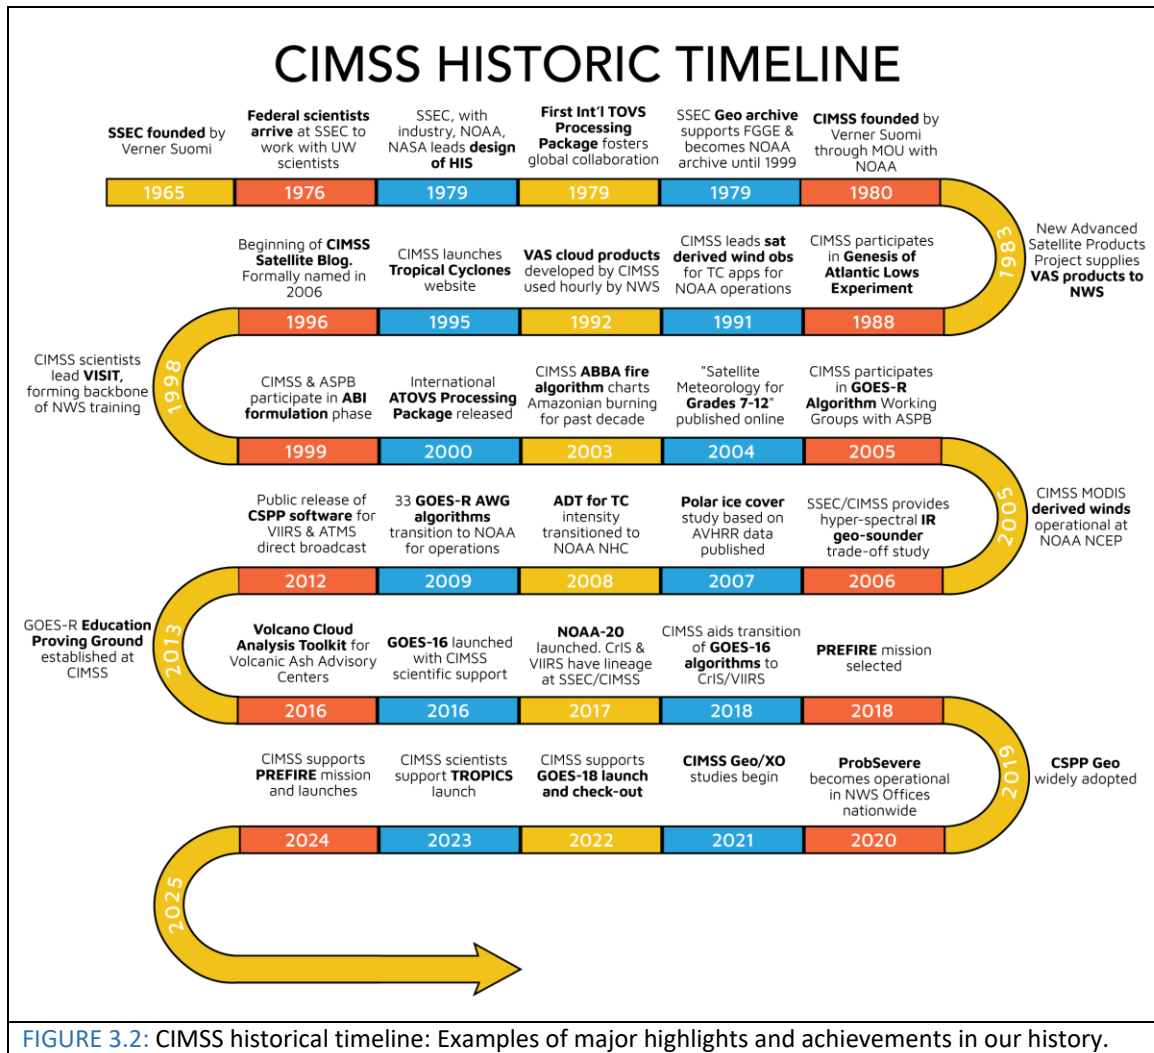 CIMSS HISTORIC TIMELINE
SSEC founded by
Verner Suomi
1965
Federal scientists
arrive at SSEC to
work with UW
scientists
1976
SSEC, with
industry, NOAA,
NASA leads design
of HIS
1979
First Int'l TOVS
Processing
Package fosters
global collaboration
1979
SSEC Geo archive
supports FGGE &
becomes NOAA
archive until 1999
1979
CIMSS founded by
Verner Suomi
through MOU with
NOAA
1980
New Advanced
Satellite Products
Project supplies
VAS products to
NWS
1983
CIMSS participates
in Genesis of
Atlantic Lows
Experiment
1988
CIMSS leads sat
derived wind obs
for TC apps for
NOAA operations
1991
VAS cloud products
developed by CIMSS
used hourly by NWS
1992
CIMSS launches
Tropical Cyclones
website
1995
Beginning of CIMSS
Satellite Blog.
Formally named in
2006
1996
CIMSS scientists
lead VISIT,
forming backbone
of NWS training
1998
CIMSS & ASPB
participate in ABI
formulation phase
1999
International
ATOVS Processing
Package released
2000
CIMSS ABBA fire
algorithm charts
Amazonian burning
for past decade
2003
"Satellite
Meteorology for
Grades 7-12"
published online
2004
CIMSS participates
in GOES-R
Algorithm Working
Groups with ASPB
2005
CIMSS MODIS
derived winds
operational at
NOAA NCEP
2005
SSEC/CIMSS provides
hyper-spectral IR
geo-sounder
trade-off study
2006
Polar ice cover
study based on
AVHRR data
published
2007
ADT for TC
intensity
transitioned to
NOAA NHC
2008
33 GOES-R AWG
algorithms
transition to NOAA
for operations
2009
Public release of
CSPP software for
VIIRS & ATMS
direct broadcast
2012
GOES-R Education
Proving Ground
established at
CIMSS
2013
Volcano Cloud
Analysis Toolkit for
Volcanic Ash Advisory
Centers
2016
GOES-16 launched
with CIMSS
scientific support
2016
NOAA-20
launched. CrIS &
VIIRS have lineage
at SSEC/CIMSS
2017
CIMSS aids transition
of GOES-16
algorithms to
CrIS/VIIRS
2018
PREFIRE mission
selected
2018
CSPP Geo
widely adopted
2019
ProbSevere
becomes operational
in NWS Offices
nationwide
2020
CIMSS Geo/XO
studies begin
2021
CIMSS supports
GOES-18 launch
and check-out
2022
CIMSS scientists
support TROPICS
launch
2023
CIMSS supports
PREFIRE mission
and launches
2024
2025
FIGURE 3.2: CIMSS historical timeline: Examples of major highlights and achievements in our history.